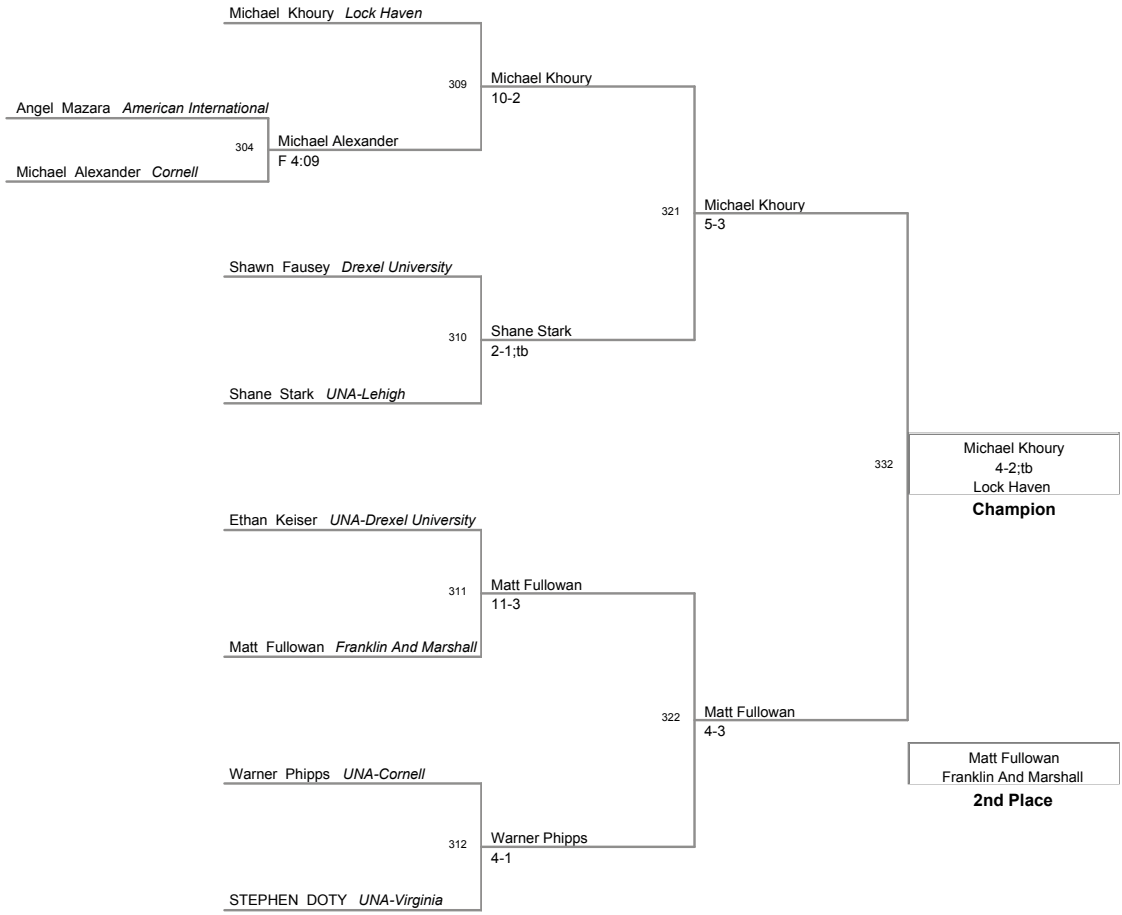 Michael Khoury Lock Haven
309
Michael Khoury
10-2
Angel Mazara American International
304
Michael Alexander
F 4:09
Michael Alexander Cornell
321
Michael Khoury
5-3
Shawn Fausey Drexel University
310
Shane Stark
2-1;tb
Shane Stark UNA-Lehigh
332
Michael Khoury
4-2;tb
Lock Haven
Champion
Ethan Keiser UNA-Drexel University
311
Matt Fullowan
11-3
Matt Fullowan Franklin And Marshall
322
Matt Fullowan
4-3
Matt Fullowan
Franklin And Marshall
2nd Place
Warner Phipps UNA-Cornell
312
Warner Phipps
4-1
STEPHEN DOTY UNA-Virginia